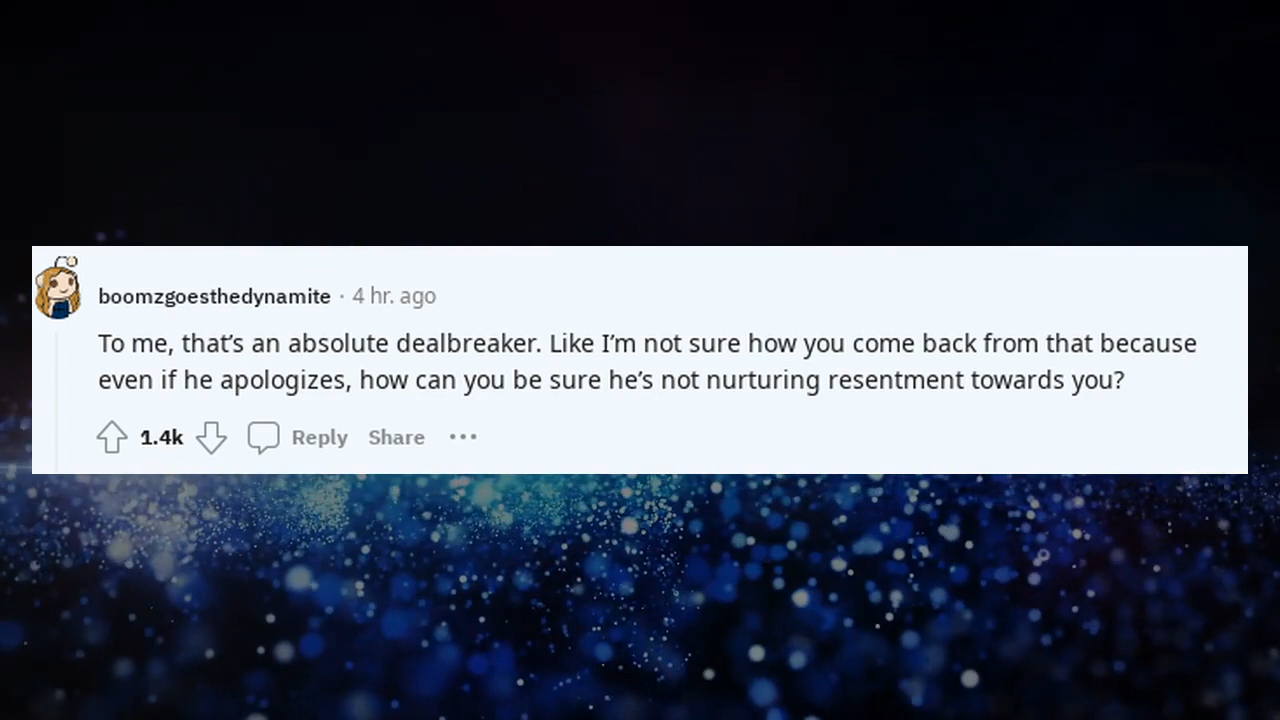 boomzgoesthedynamite · 4 hr. ago
To me, that’s an absolute dealbreaker. Like I’m not sure how you come back from that because
even if he apologizes, how can you be sure he’s not nurturing resentment towards you?
1.4k Reply Share